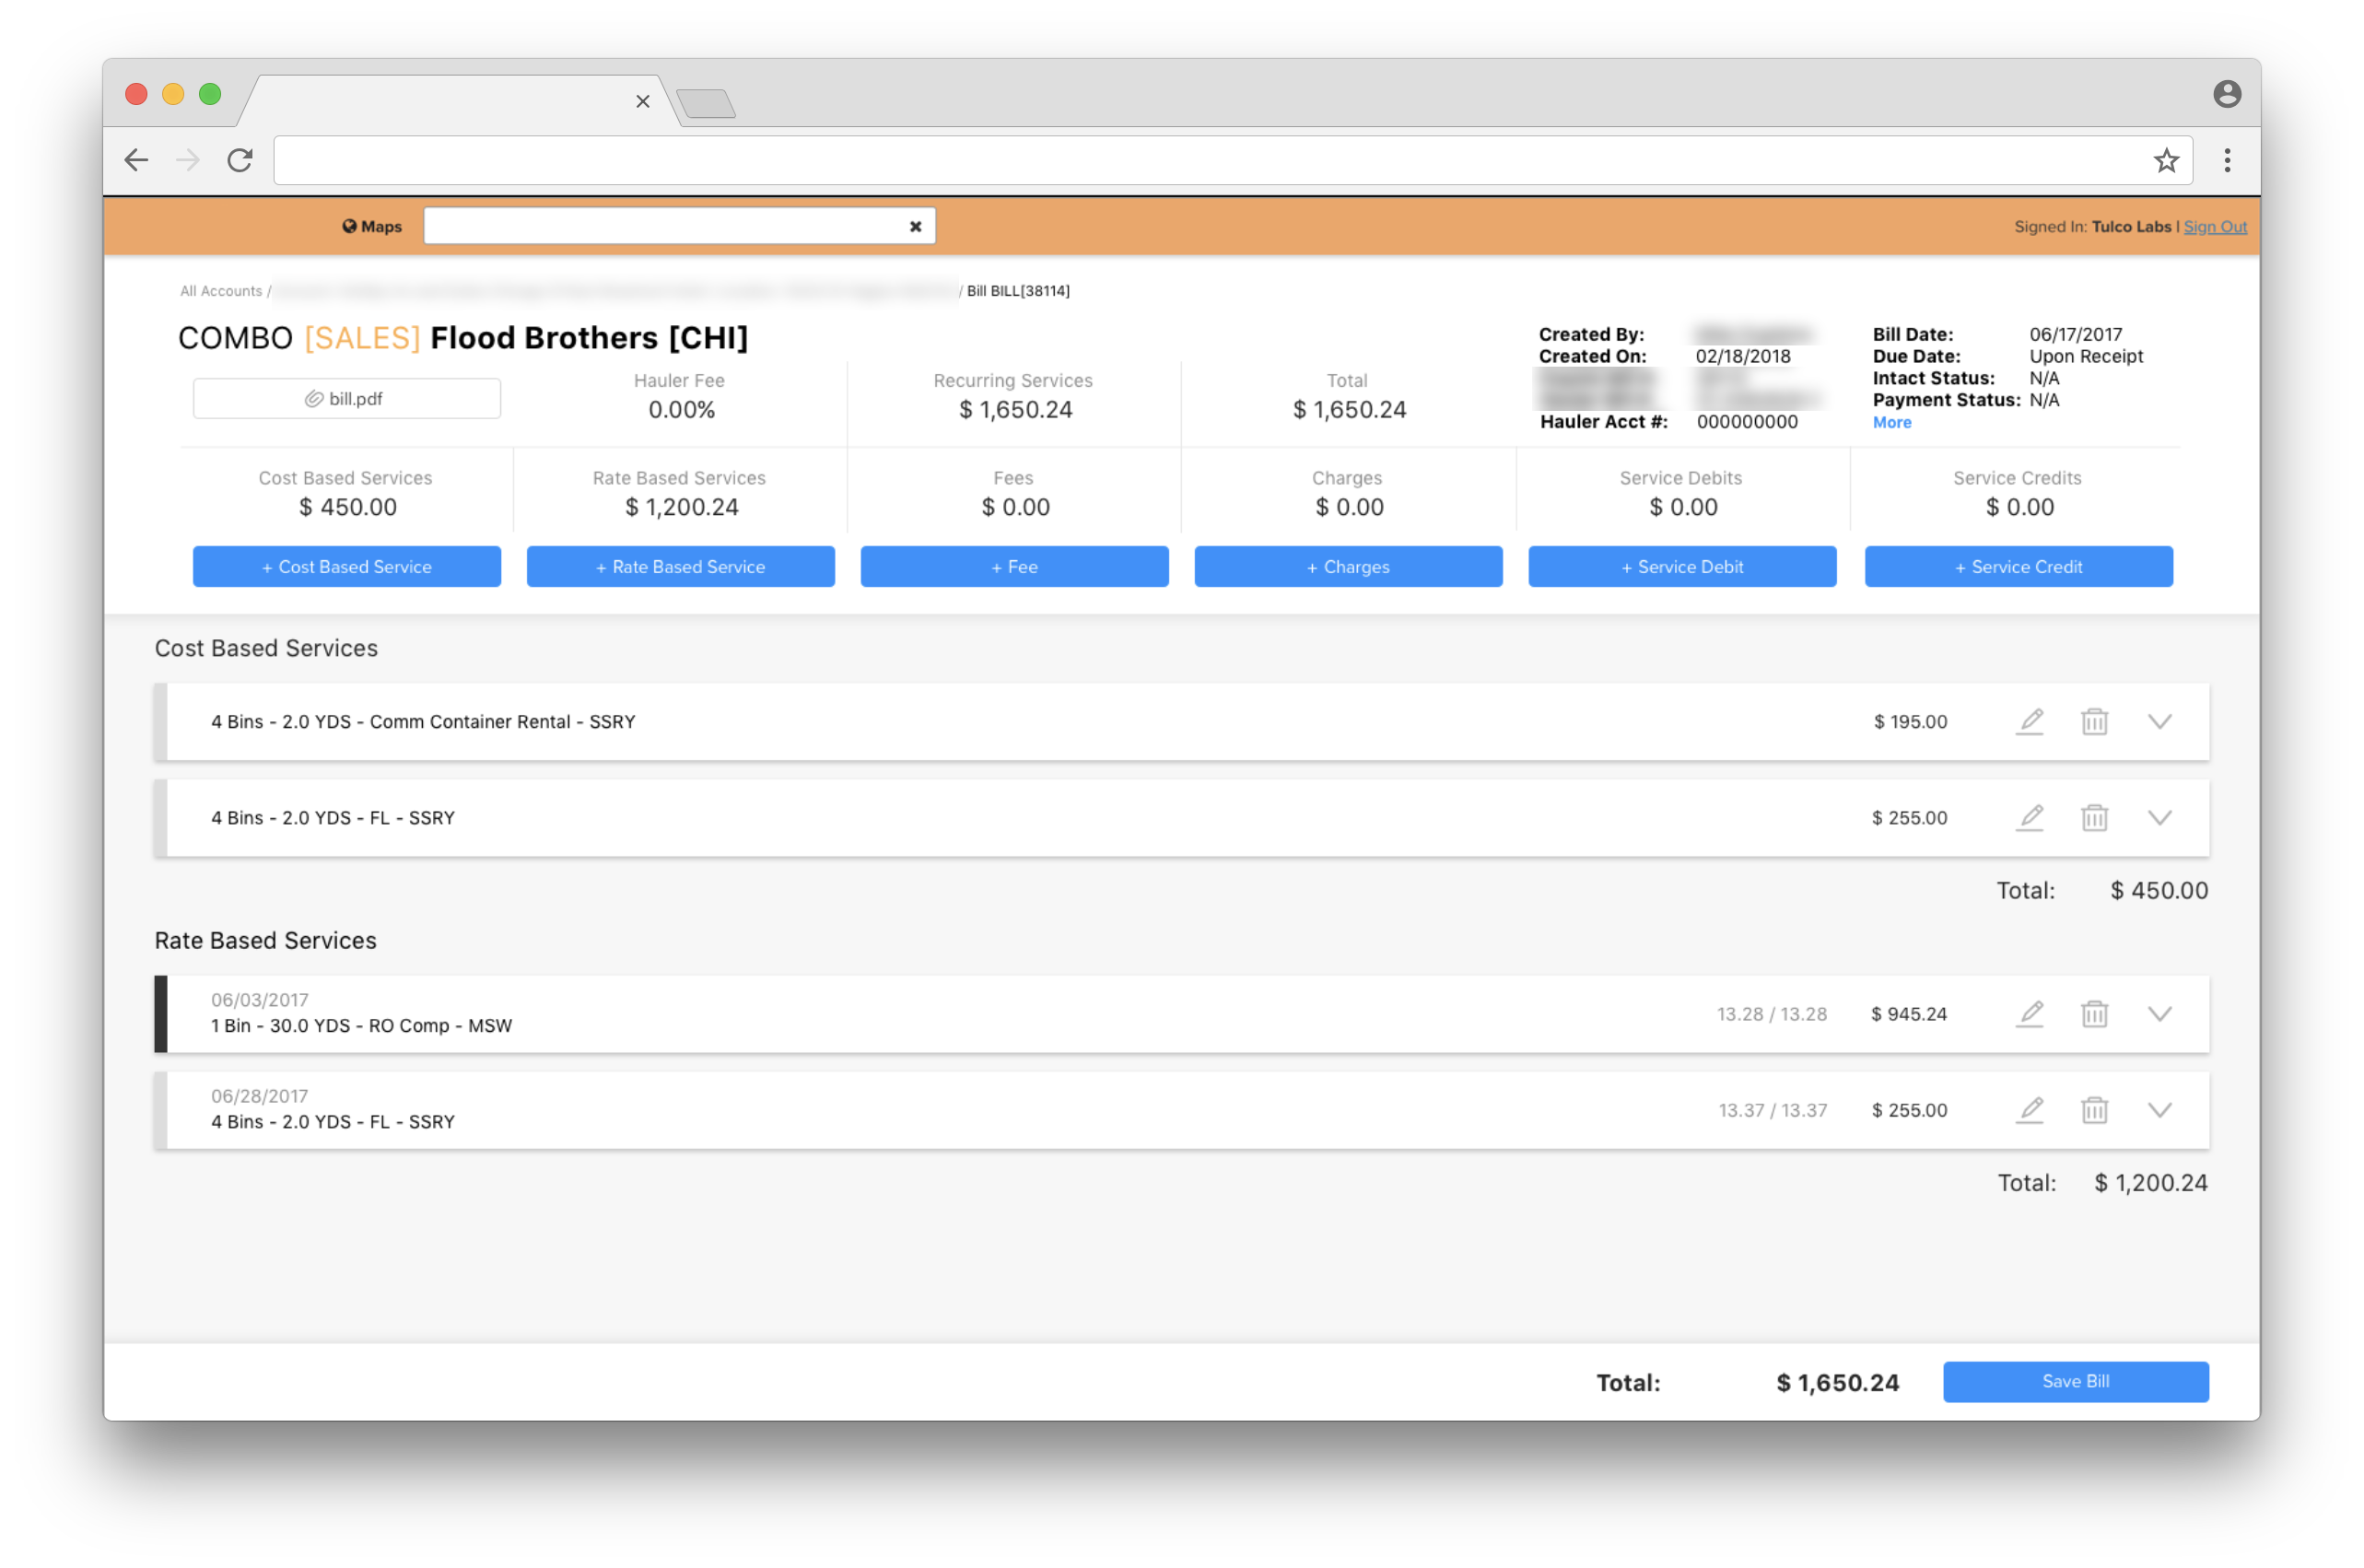 Maps
Signed In: Tulco Labs | Sign Out
All Accounts / / Bill BILL[38114]
COMBO [SALES] Flood Brothers [CHI]
bill.pdf
Hauler Fee
0.00%
Recurring Services
$ 1,650.24
Total
$ 1,650.24
Created By:
Created On: 02/18/2018
Hauler Acct #: 000000000
Bill Date: 06/17/2017
Due Date: Upon Receipt
Intact Status: N/A
Payment Status: N/A
More
Cost Based Services
$ 450.00
Rate Based Services
$ 1,200.24
Fees
$ 0.00
Charges
$ 0.00
Service Debits
$ 0.00
Service Credits
$ 0.00
+ Cost Based Service
+ Rate Based Service
+ Fee
+ Charges
+ Service Debit
+ Service Credit
Cost Based Services
4 Bins - 2.0 YDS - Comm Container Rental - SSRY $ 195.00
4 Bins - 2.0 YDS - FL - SSRY $ 255.00
Total: $ 450.00
Rate Based Services
06/03/2017
1 Bin - 30.0 YDS - RO Comp - MSW 13.28 / 13.28 $ 945.24
06/28/2017
4 Bins - 2.0 YDS - FL - SSRY 13.37 / 13.37 $ 255.00
Total: $ 1,200.24
Total: $ 1,650.24 Save Bill